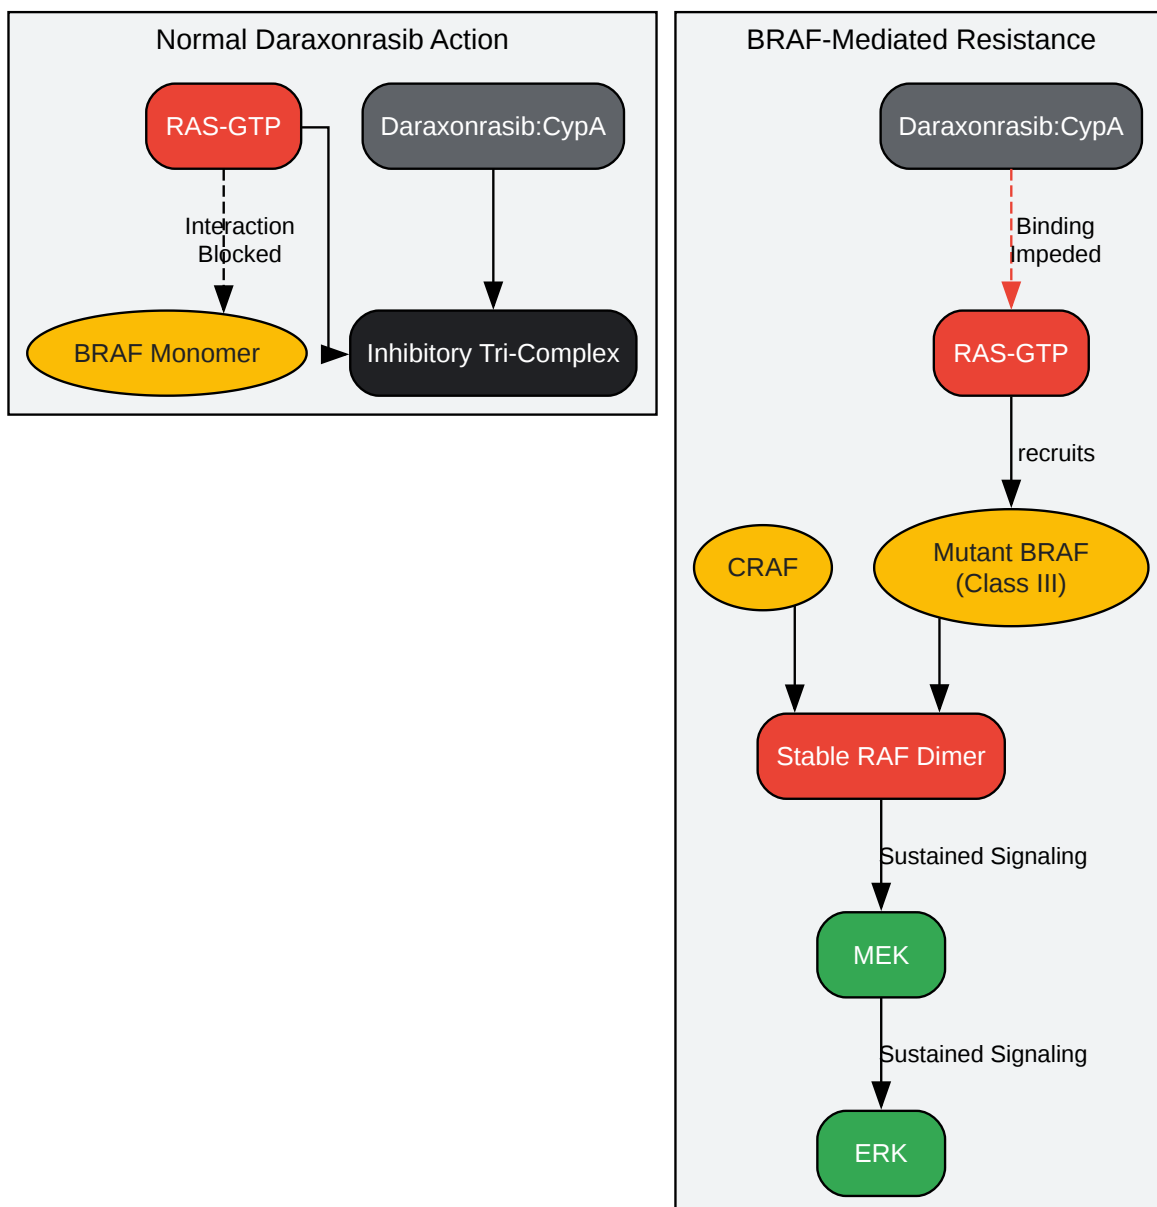 Normal Daraxonrasib Action
RAS-GTP
Daraxonrasib:CypA
Interaction
Blocked
BRAF Monomer
Inhibitory Tri-Complex
BRAF-Mediated Resistance
Daraxonrasib:CypA
Binding
Impeded
RAS-GTP
recruits
CRAF
Mutant BRAF
(Class III)
Stable RAF Dimer
Sustained Signaling
MEK
Sustained Signaling
ERK